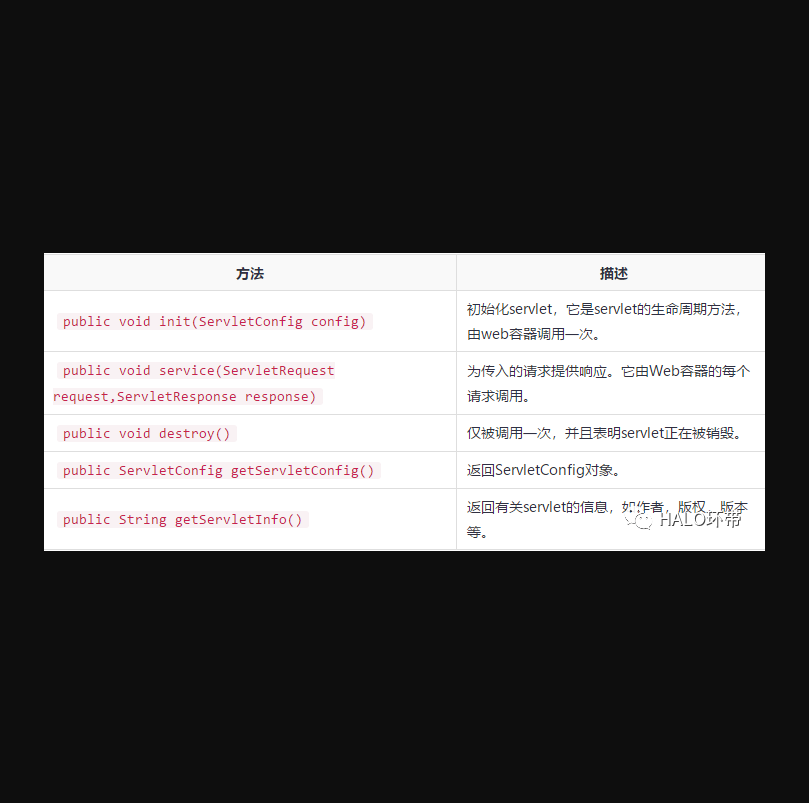 方法
描述
public void init(ServletConfig config)
初始化servlet，它是servlet的生命周期方法，
由web容器调用一次。
public void service(ServletRequest
request,ServletResponse response)
为传入的请求提供响应。它由Web容器的每个
请求调用。
public void destroy()
仅被调用一次，并且表明servlet正在被销毁。
public ServletConfig getServletConfig()
返回ServletConfig对象。
public String getServletInfo()
返回有关servlet的信息，如作者，版权，版本
等。
HALO环带